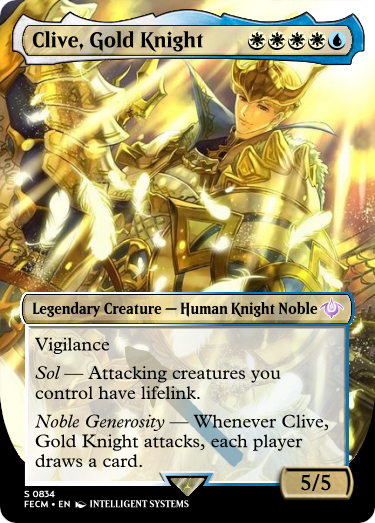 Clive, Gold Knight
Legendary Creature — Human Knight Noble
Vigilance
Sol — Attacking creatures you
control have lifelink.
Noble Generosity — Whenever Clive,
Gold Knight attacks, each player
draws a card.
5/5
S 0834
FECM • EN INTELLIGENT SYSTEMS